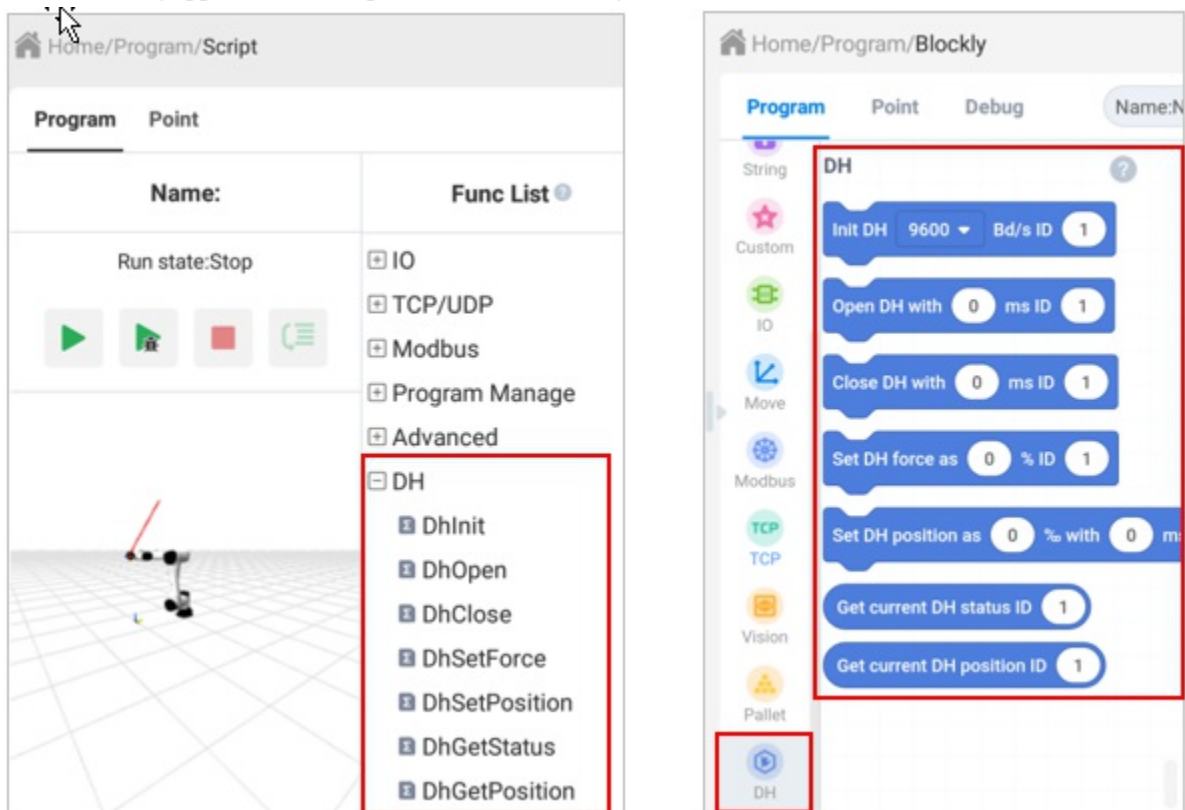 Home/Program/Script
Program Point
Name: Func List ?
Run state:Stop
IO
TCP/UDP
Modbus
Program Manage
Advanced
DH
DhInit
DhOpen
DhClose
DhSetForce
DhSetPosition
DhGetStatus
DhGetPosition
Home/Program/Blockly
Program Point Debug Name:N
String
Custom
IO
Move
Modbus
TCP
TCP
Vision
Pallet
DH
DH ?
Init DH 9600 Bd/s ID 1
Open DH with 0 ms ID 1
Close DH with 0 ms ID 1
Set DH force as 0 % ID 1
Set DH position as 0 ‰ with 0 m
Get current DH status ID 1
Get current DH position ID 1